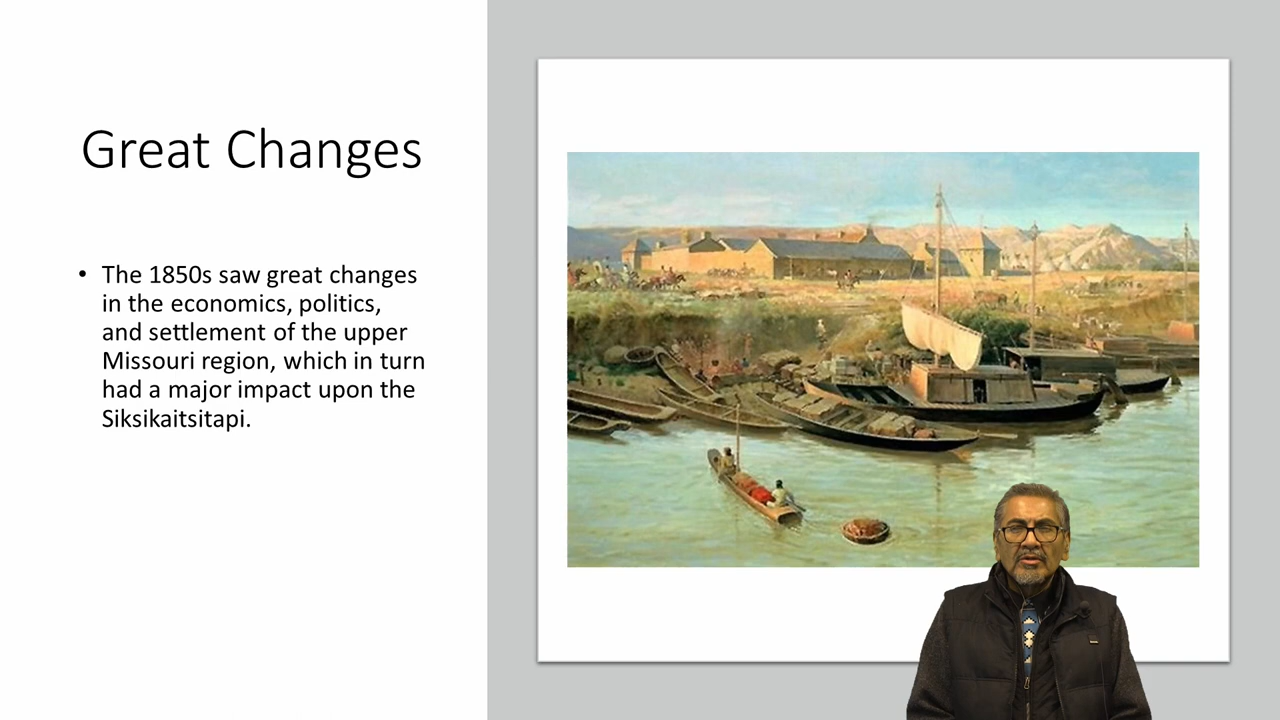 Great Changes
• The 1850s saw great changes
in the economics, politics,
and settlement of the upper
Missouri region, which in turn
had a major impact upon the
Siksikaitsitapi.